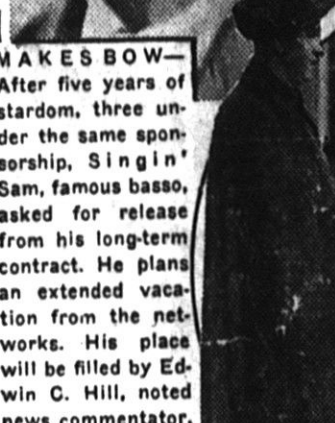 MAKES BOW—
After five years of
stardom, three un-
der the same spon-
sorship, Singin'
Sam, famous basso,
asked for release
from his long-term
contract. He plans
an extended vaca-
tion from the net-
works. His place
will be filled by Ed-
win C. Hill, noted
news commentator.